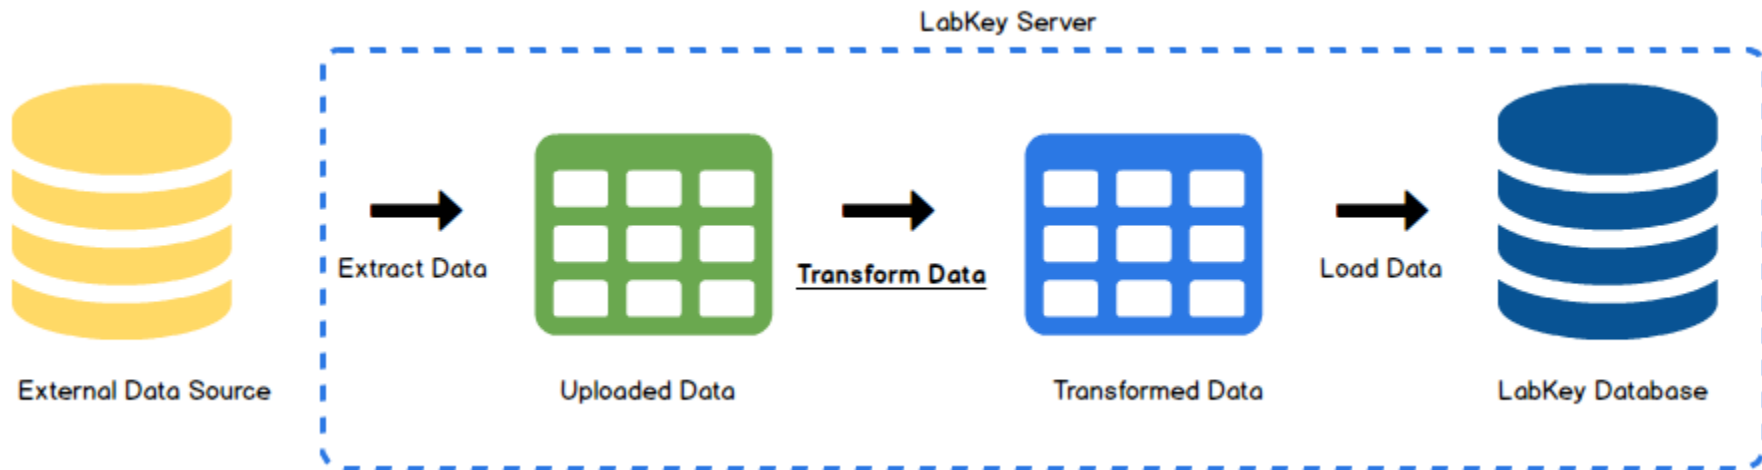 LabKey Server
Extract Data
Transform Data
Load Data
External Data Source
Uploaded Data
Transformed Data
LabKey Database